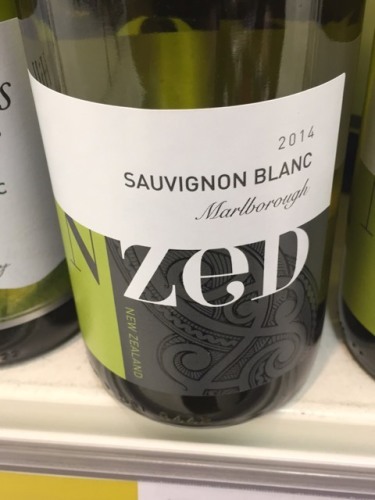 2014
SAUVIGNON BLANC
Marlborough
N
zeD
NEW ZEALAND